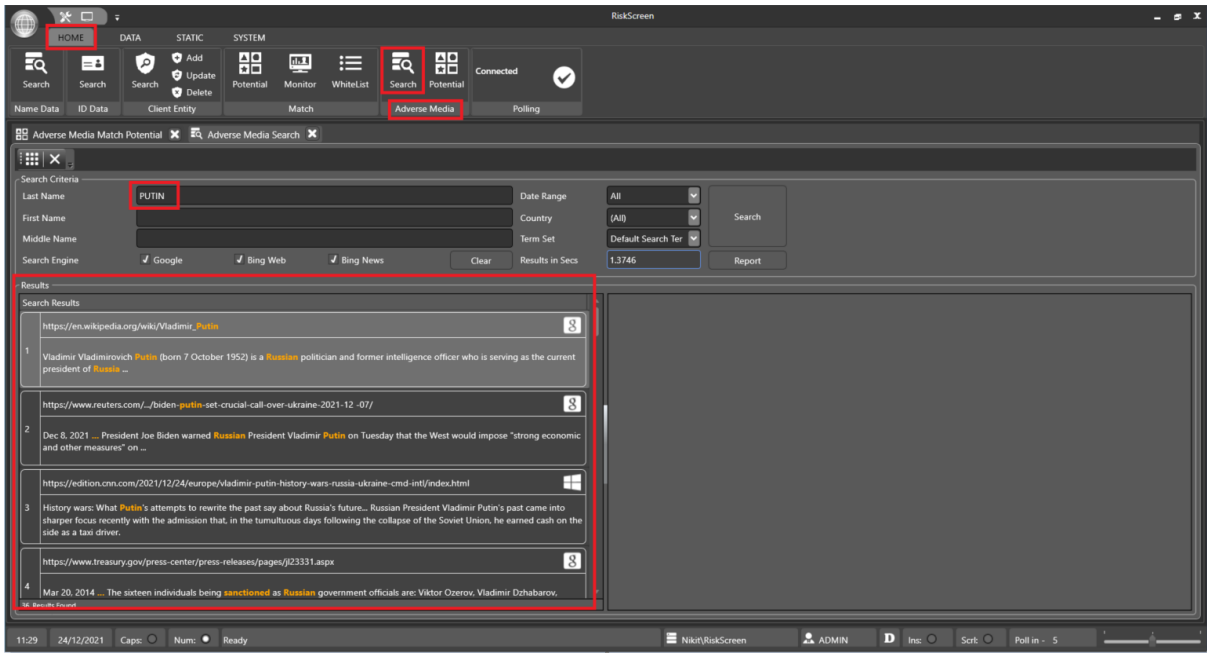 RiskScreen
HOME DATA STATIC SYSTEM
Search Search Search Add Update Delete Potential Monitor WhiteList Search Potential Connected
Name Data ID Data Client Entity Match Adverse Media Polling
Adverse Media Match Potential Adverse Media Search
Search Criteria
Last Name PUTIN Date Range All
First Name Country (All) Search
Middle Name Term Set Default Search Ter
Search Engine Google Bing Web Bing News Clear Results in Secs 1.3746 Report
Results
Search Results
https://en.wikipedia.org/wiki/Vladimir_Putin
1
Vladimir Vladimirovich Putin (born 7 October 1952) is a Russian politician and former intelligence officer who is serving as the current
president of Russia ...
https://www.reuters.com/.../biden-putin-set-crucial-call-over-ukraine-2021-12 -07/
2
Dec 8, 2021 ... President Joe Biden warned Russian President Vladimir Putin on Tuesday that the West would impose "strong economic
and other measures" on ...
https://edition.cnn.com/2021/12/24/europe/vladimir-putin-history-wars-russia-ukraine-cmd-intl/index.html
3
History wars: What Putin's attempts to rewrite the past say about Russia's future... Russian President Vladimir Putin's past came into
sharper focus recently with the admission that, in the tumultuous days following the collapse of the Soviet Union, he earned cash on the
side as a taxi driver.
https://www.treasury.gov/press-center/press-releases/pages/jl23331.aspx
4
Mar 20, 2014 ... The sixteen individuals being sanctioned as Russian government officials are: Viktor Ozerov, Vladimir Dzhabarov,
36 Results Found
11:29 24/12/2021 Caps: Num: Ready Nikit\RiskScreen ADMIN D Ins: Scrl: Poll in - 5